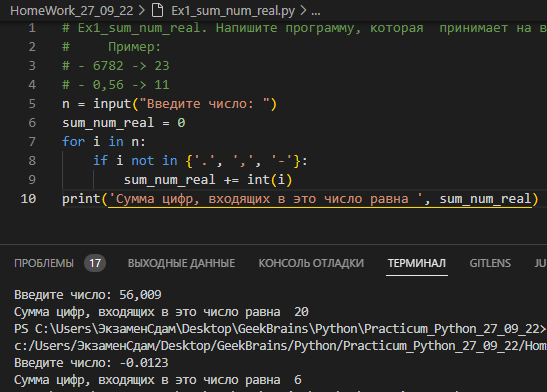 HomeWork_27_09_22 > Ex1_sum_num_real.py > ...
1 # Ex1_sum_num_real. Напишите программу, которая принимает на в
2 # Пример:
3 # - 6782 -> 23
4 # - 0,56 -> 11
5 n = input("Введите число: ")
6 sum_num_real = 0
7 for i in n:
8 if i not in {'.', ',', '-'}:
9 sum_num_real += int(i)
10 print('Сумма цифр, входящих в это число равна ', sum_num_real)
ПРОБЛЕМЫ 17 ВЫХОДНЫЕ ДАННЫЕ КОНСОЛЬ ОТЛАДКИ ТЕРМИНАЛ GITLENS JU
Введите число: 56,009
Сумма цифр, входящих в это число равна  20
PS C:\Users\ЭкзаменСдам\Desktop\GeekBrains\Python\Practicum_Python_27_09_22>
c:/Users/ЭкзаменСдам/Desktop/GeekBrains/Python/Practicum_Python_27_09_22/Hom
Введите число: -0.0123
Сумма цифр, входящих в это число равна  6